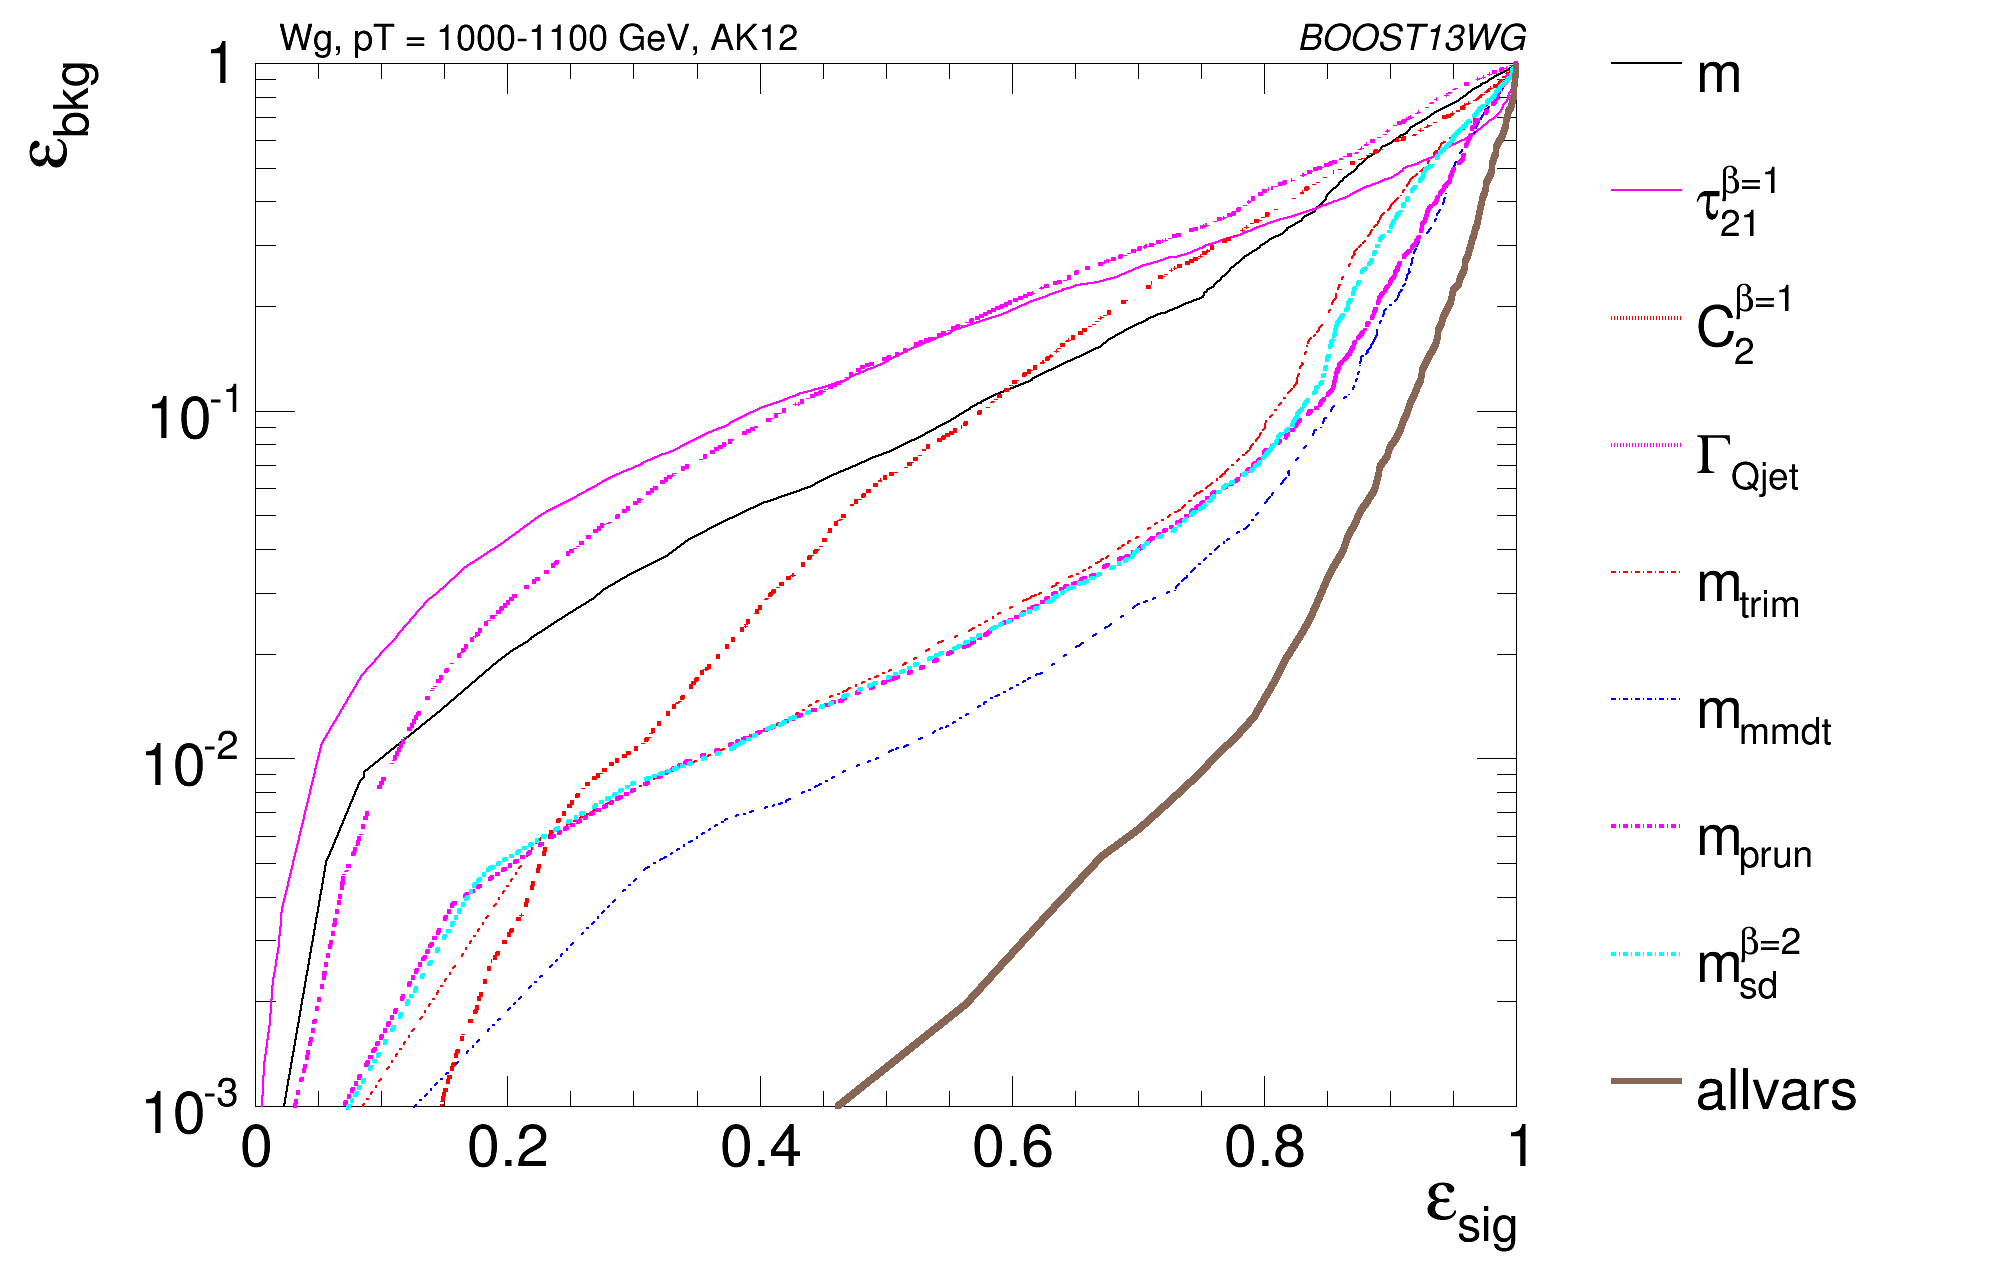 Wg, pT = 1000-1100 GeV, AK12
BOOST13WG
ε_bkg
1
10^-1
10^-2
10^-3
0 0.2 0.4 0.6 0.8 1
ε_sig
m
τ_21^β=1
C_2^β=1
Γ_Qjet
m_trim
m_mmdt
m_prun
m_sd^β=2
allvars